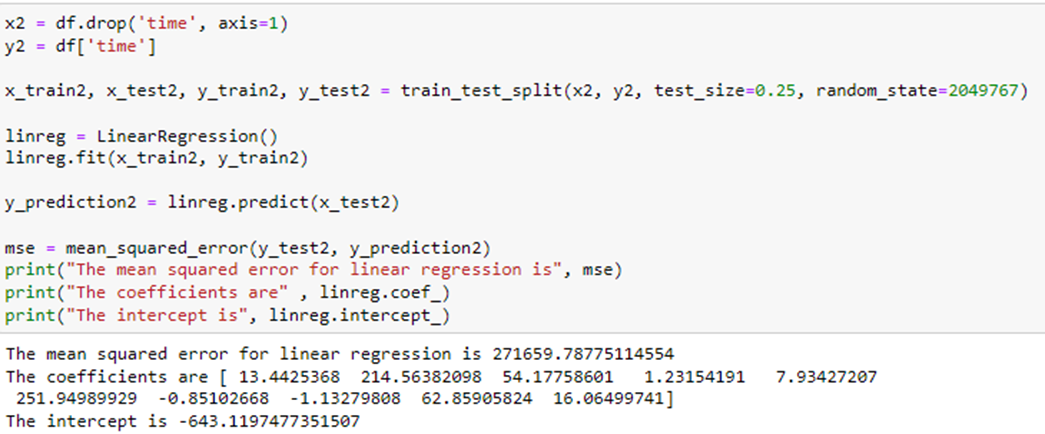 x2 = df.drop('time', axis=1)
y2 = df['time']
x_train2, x_test2, y_train2, y_test2 = train_test_split(x2, y2, test_size=0.25, random_state=2049767)
linreg = LinearRegression()
linreg.fit(x_train2, y_train2)
y_prediction2 = linreg.predict(x_test2)
mse = mean_squared_error(y_test2, y_prediction2)
print("The mean squared error for linear regression is", mse)
print("The coefficients are" , linreg.coef_)
print("The intercept is", linreg.intercept_)
The mean squared error for linear regression is 271659.78775114554
The coefficients are [ 13.4425368  214.56382098  54.17758601   1.23154191   7.93427207
 251.94989929  -0.85102668  -1.13279808  62.85905824  16.06499741]
The intercept is -643.1197477351507